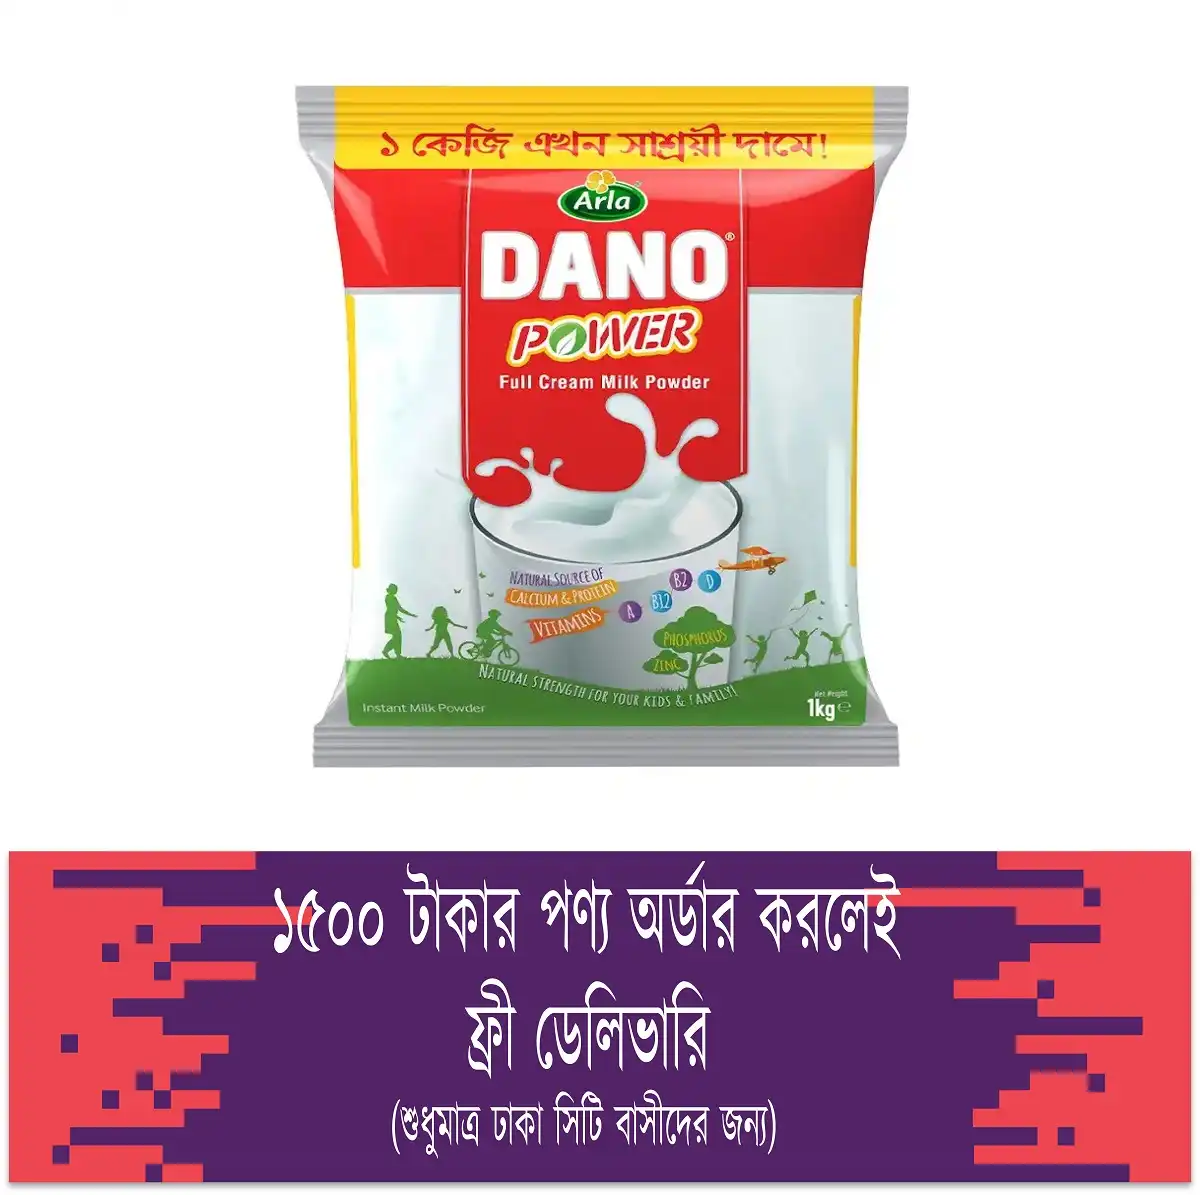 ১ কেজি এখন সাশ্রয়ী দামে!
Arla
DANO®
POWER
Full Cream Milk Powder
NATURAL SOURCE OF
CALCIUM & PROTEIN
VITAMINS
A B12 B2 D
PHOSPHORUS
ZINC
NATURAL STRENGTH FOR YOUR KIDS & FAMILY!
Instant Milk Powder
Net Weight
1kg ℮
১৫০০ টাকার পণ্য অর্ডার করলেই
ফ্রী ডেলিভারি
(শুধুমাত্র ঢাকা সিটি বাসীদের জন্য)